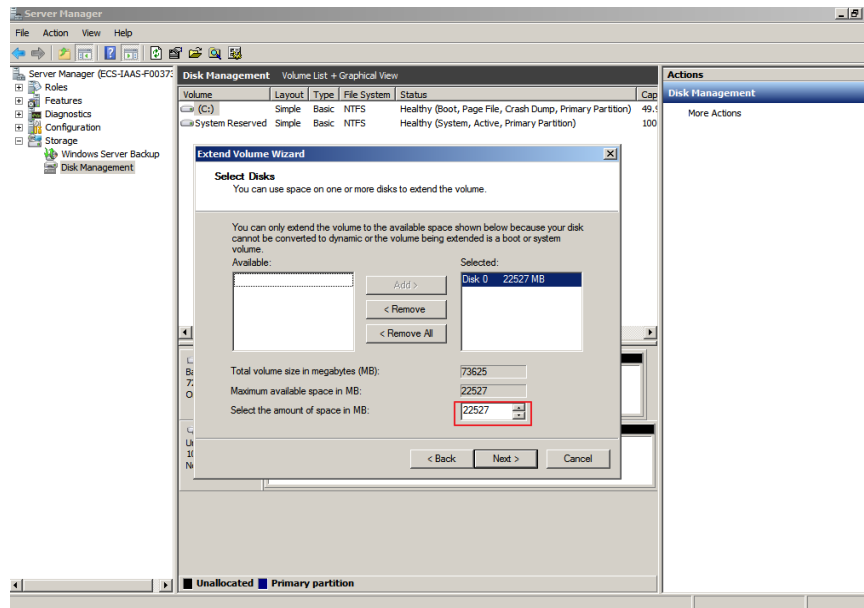 Server Manager
File Action View Help
Server Manager (ECS-IAAS-F00373
Roles
Features
Diagnostics
Configuration
Storage
Windows Server Backup
Disk Management
Disk Management Volume List + Graphical View
Volume Layout Type File System Status Cap
(C:) Simple Basic NTFS Healthy (Boot, Page File, Crash Dump, Primary Partition) 49.9
System Reserved Simple Basic NTFS Healthy (System, Active, Primary Partition) 100
Actions
Disk Management
More Actions
Extend Volume Wizard
Select Disks
You can use space on one or more disks to extend the volume.
You can only extend the volume to the available space shown below because your disk
cannot be converted to dynamic or the volume being extended is a boot or system
volume.
Available: Selected:
Disk 0 22527 MB
Add >
< Remove
< Remove All
Total volume size in megabytes (MB): 73625
Maximum available space in MB: 22527
Select the amount of space in MB: 22527
< Back Next > Cancel
Unallocated Primary partition